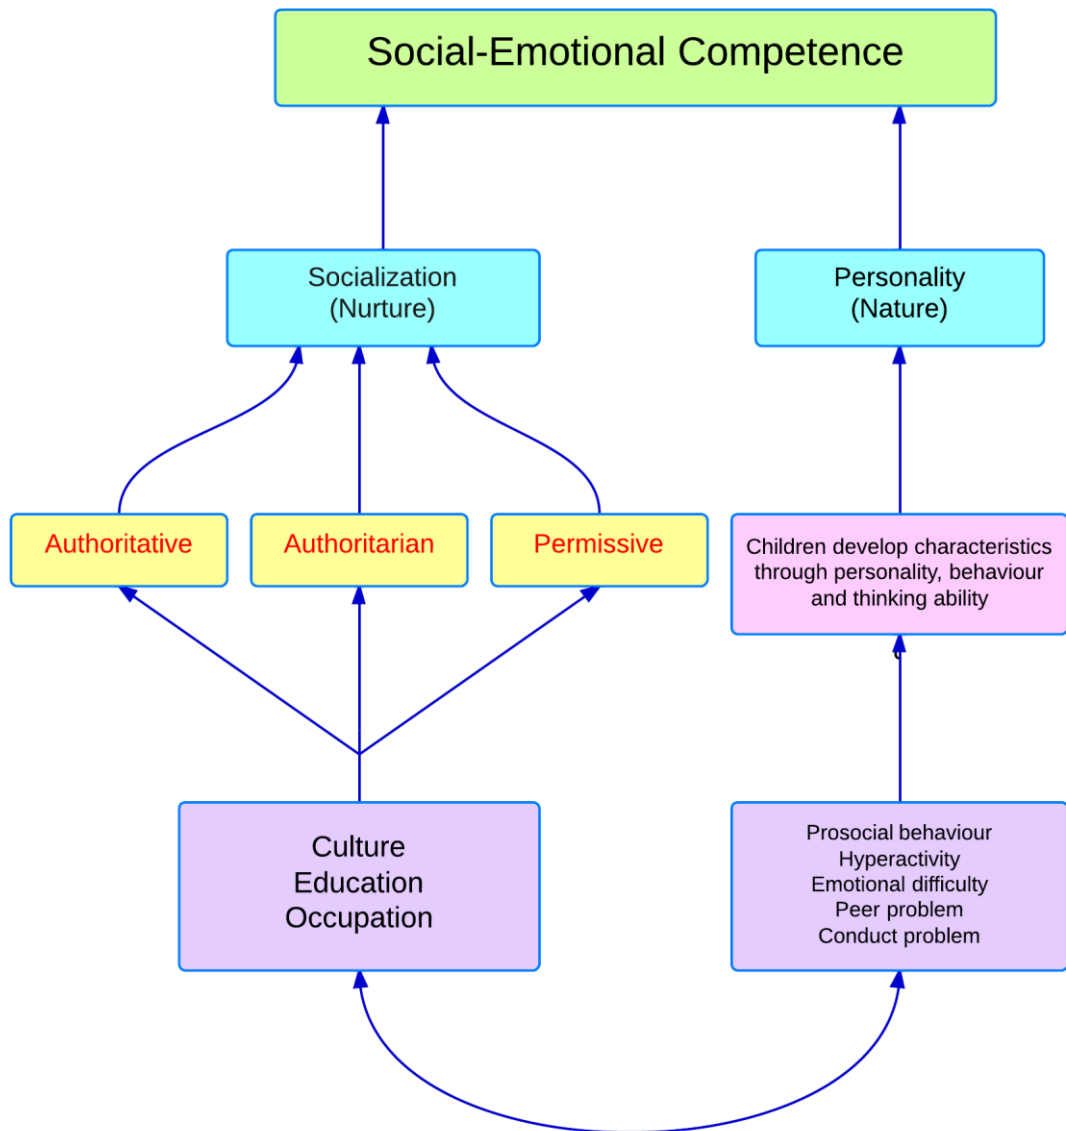 Social-Emotional Competence
Socialization
(Nurture)
Personality
(Nature)
Authoritative
Authoritarian
Permissive
Children develop characteristics
through personality, behaviour
and thinking ability
Culture
Education
Occupation
Prosocial behaviour
Hyperactivity
Emotional difficulty
Peer problem
Conduct problem